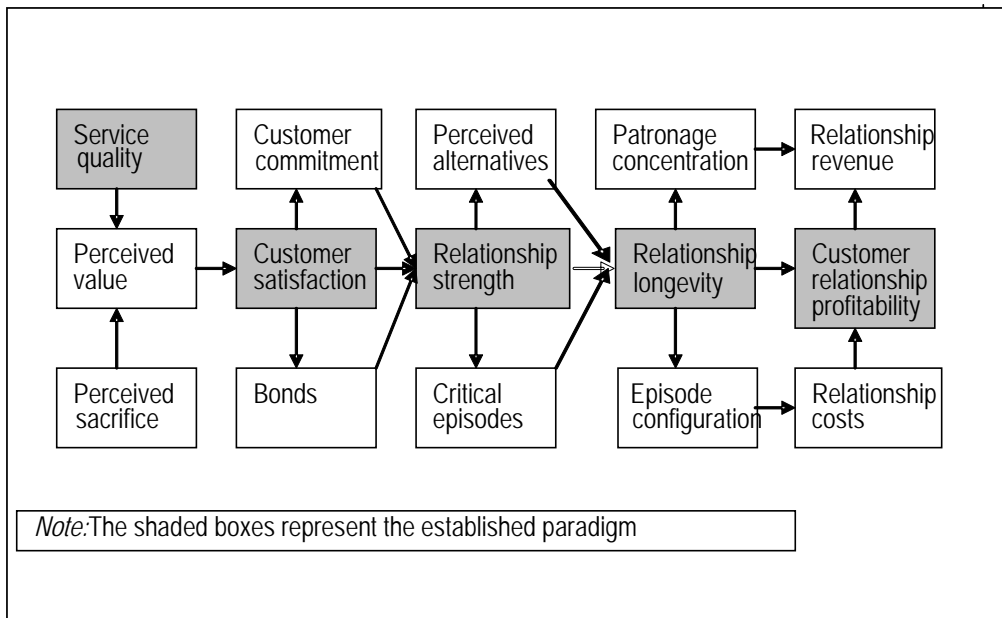 Service
quality
Customer
commitment
Perceived
alternatives
Patronage
concentration
Relationship
revenue
Perceived
value
Customer
satisfaction
Relationship
strength
Relationship
longevity
Customer
relationship
profitability
Perceived
sacrifice
Bonds
Critical
episodes
Episode
configuration
Relationship
costs
Note:The shaded boxes represent the established paradigm